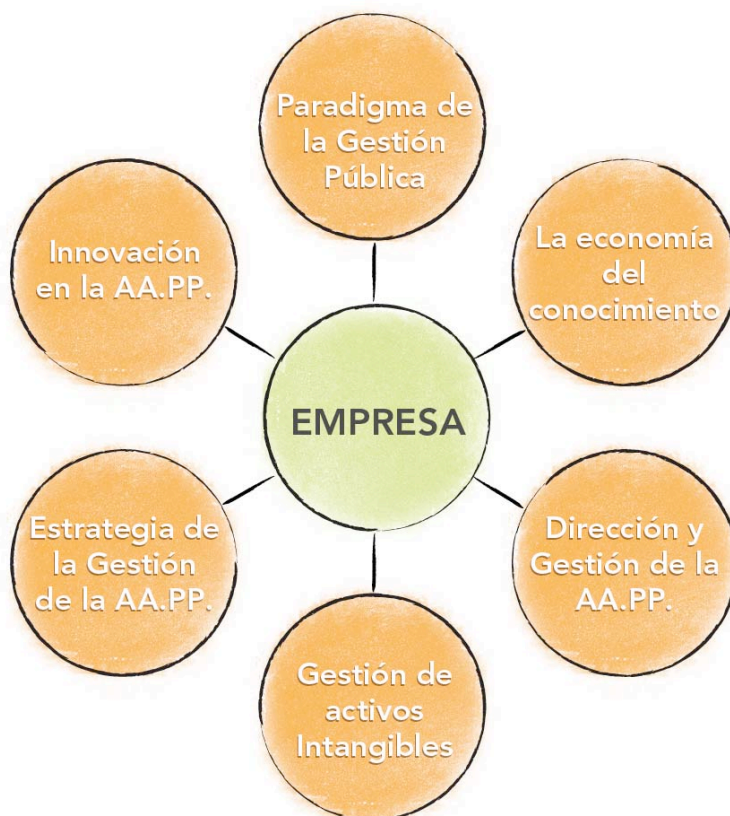 Paradigma de
la Gestión
Pública
La economía
del
conocimiento
Dirección y
Gestión de la
AA.PP.
Gestión de
activos
Intangibles
Estrategia de
la Gestión
de la AA.PP.
Innovación
en la AA.PP.
EMPRESA